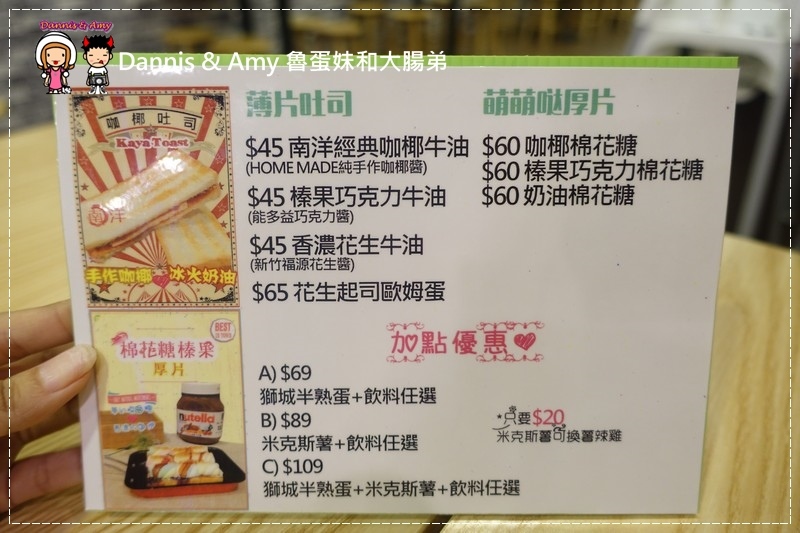 Dannis & Amy
Dannis & Amy 魯蛋妹和大腸弟
咖椰吐司
Kaya Toast
南洋
手作咖椰 冰火奶油
薄片吐司
$45 南洋經典咖椰牛油
(HOME MADE純手作咖椰醬)
$45 榛果巧克力牛油
(能多益巧克力醬)
$45 香濃花生牛油
(新竹福源花生醬)
$65 花生起司歐姆蛋
萌萌噠厚片
$60 咖椰棉花糖
$60 榛果巧克力棉花糖
$60 奶油棉花糖
BEST
棉花糖榛果
厚片
nutella
加點優惠
A) $69
獅城半熟蛋+飲料任選
B) $89
米克斯薯+飲料任選
C) $109
獅城半熟蛋+米克斯薯+飲料任選
只要$20
米克斯薯可換薯辣雞